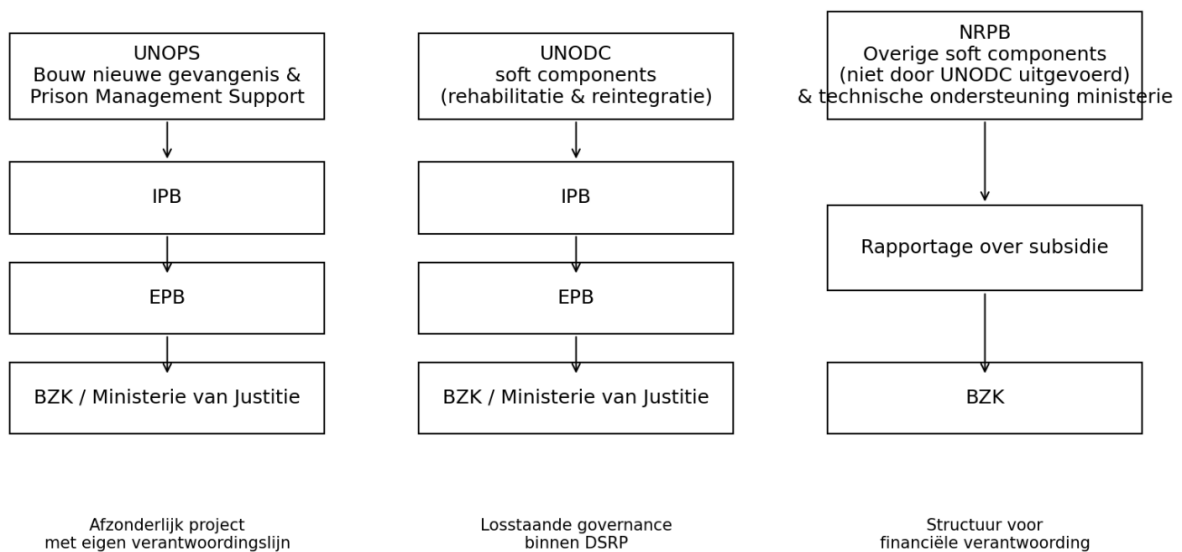 UNOPS
Bouw nieuwe gevangenis &
Prison Management Support
IPB
EPB
BZK / Ministerie van Justitie
Afzonderlijk project
met eigen verantwoordingslijn
UNODC
soft components
(rehabilitatie & reintegratie)
IPB
EPB
BZK / Ministerie van Justitie
Losstaande governance
binnen DSRP
NRPB
Overige soft components
(niet door UNODC uitgevoerd)
& technische ondersteuning ministerie
Rapportage over subsidie
BZK
Structuur voor
financiële verantwoording